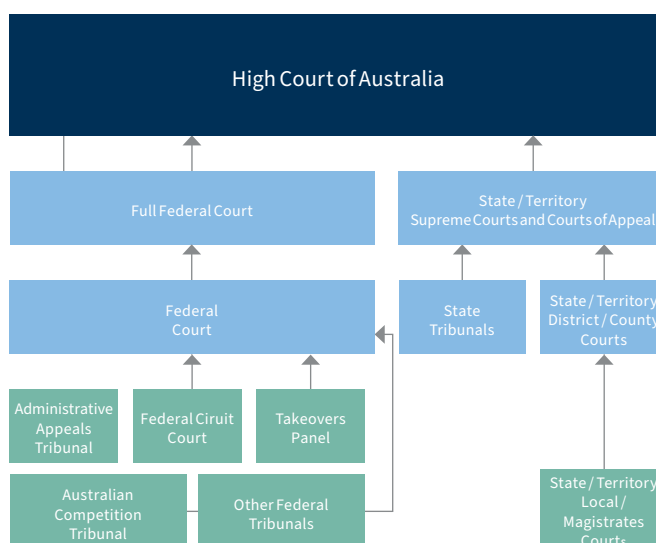 High Court of Australia
Full Federal Court
State / Territory
Supreme Courts and Courts of Appeal
Federal
Court
State
Tribunals
State / Territory
District / County
Courts
Administrative
Appeals
Tribunal
Federal Ciruit
Court
Takeovers
Panel
Australian
Competition
Tribunal
Other Federal
Tribunals
State / Territory
Local /
Magistrates
Courts